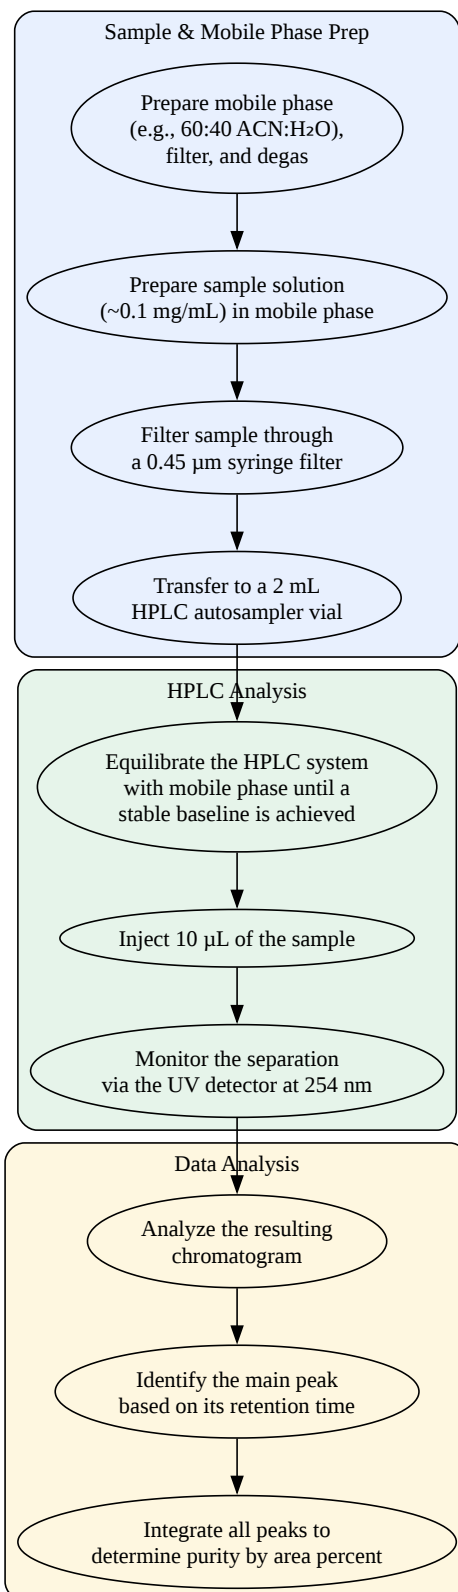 Sample & Mobile Phase Prep
Prepare mobile phase
(e.g., 60:40 ACN:H₂O),
filter, and degas
Prepare sample solution
(~0.1 mg/mL) in mobile phase
Filter sample through
a 0.45 µm syringe filter
Transfer to a 2 mL
HPLC autosampler vial
HPLC Analysis
Equilibrate the HPLC system
with mobile phase until a
stable baseline is achieved
Inject 10 µL of the sample
Monitor the separation
via the UV detector at 254 nm
Data Analysis
Analyze the resulting
chromatogram
Identify the main peak
based on its retention time
Integrate all peaks to
determine purity by area percent